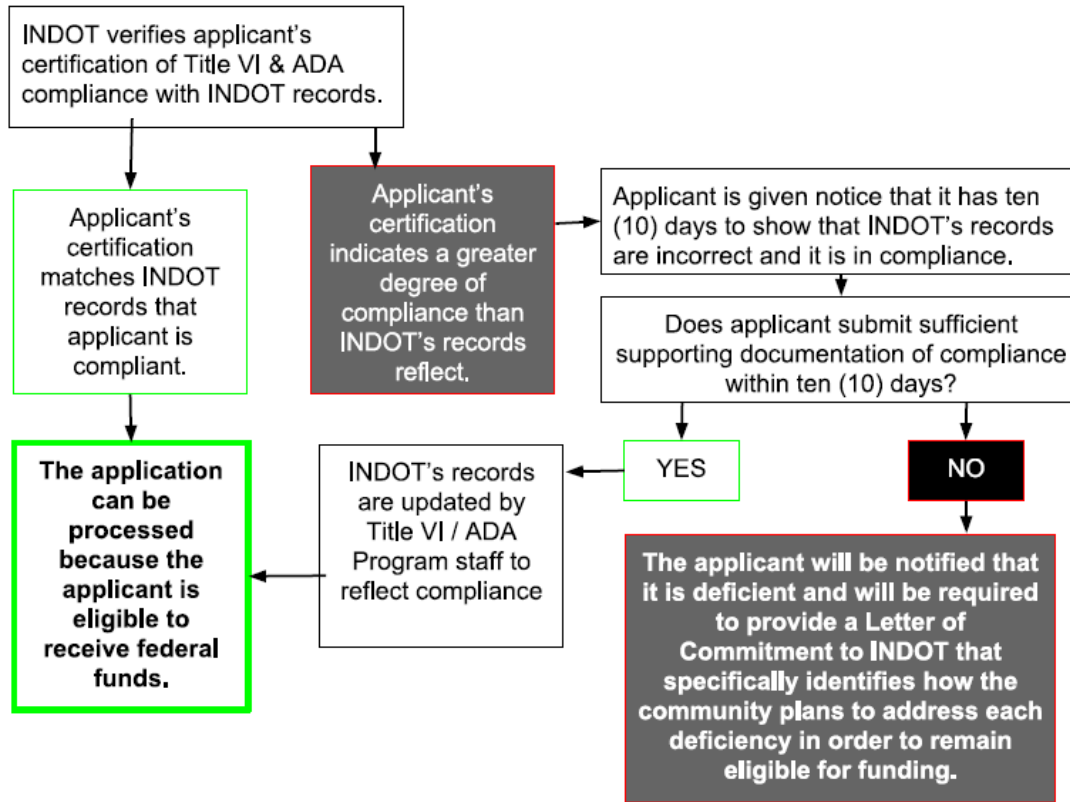 INDOT verifies applicant's
certification of Title VI & ADA
compliance with INDOT records.
Applicant's
certification
matches INDOT
records that
applicant is
compliant.
Applicant's
certification
indicates a greater
degree of
compliance than
INDOT's records
reflect.
Applicant is given notice that it has ten
(10) days to show that INDOT's records
are incorrect and it is in compliance.
Does applicant submit sufficient
supporting documentation of compliance
within ten (10) days?
YES
NO
INDOT's records
are updated by
Title VI / ADA
Program staff to
reflect compliance
The application
can be
processed
because the
applicant is
eligible to
receive federal
funds.
The applicant will be notified that
it is deficient and will be required
to provide a Letter of
Commitment to INDOT that
specifically identifies how the
community plans to address each
deficiency in order to remain
eligible for funding.